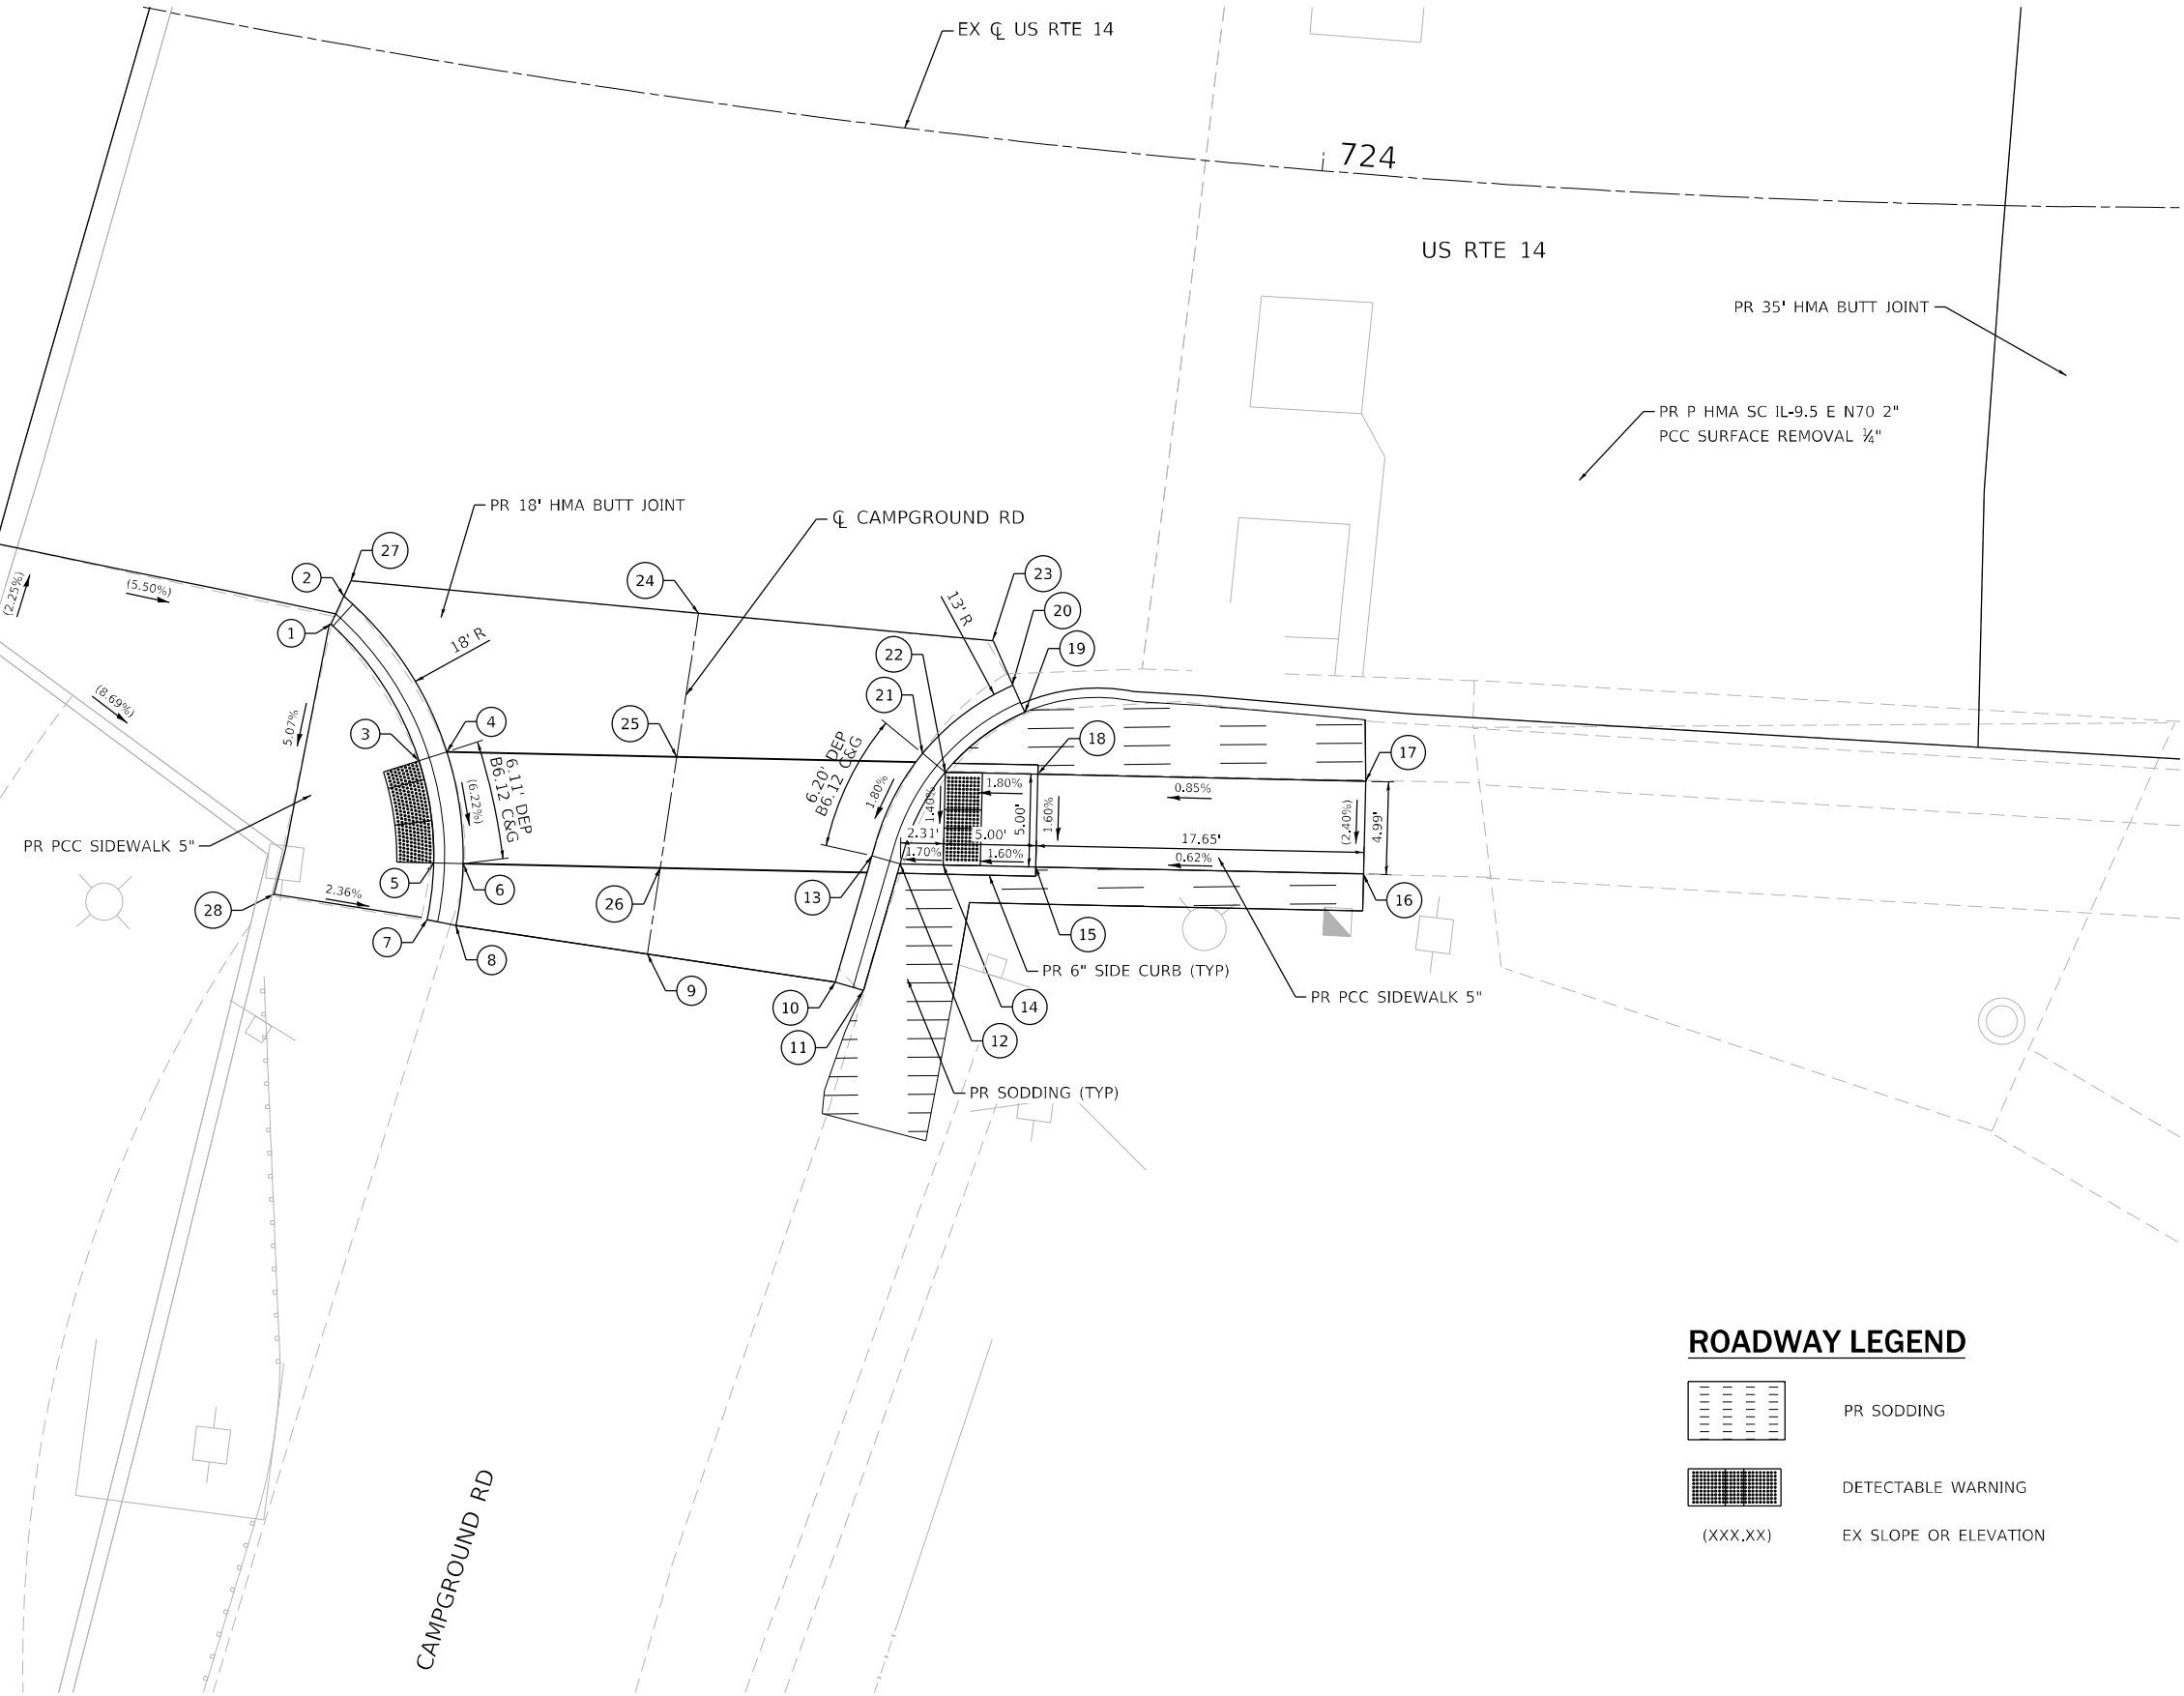 EX ℄ US RTE 14
724
US RTE 14
PR 35' HMA BUTT JOINT
PR P HMA SC IL-9.5 E N70 2"
PCC SURFACE REMOVAL ¼"
PR 18' HMA BUTT JOINT
℄ CAMPGROUND RD
27
2
24
23
(2.25%)
(5.50%)
13' R
20
1
18' R
22
19
(8.69%)
21
5.07%
3
4
25
18
17
6.11' DEP
B6.12 C&G
(6.22%)
6.20' DEP
B6.12 C&G
1.80%
1.40%
1.80%
5.00'
1.60%
0.85%
(2.40%)
4.99'
2.31'
5.00'
17.65'
PR PCC SIDEWALK 5"
1.70%
1.60%
0.62%
5
6
2.36%
26
13
16
28
7
8
15
PR 6" SIDE CURB (TYP)
9
10
14
PR PCC SIDEWALK 5"
11
12
PR SODDING (TYP)
CAMPGROUND RD
ROADWAY LEGEND
PR SODDING
DETECTABLE WARNING
(XXX.XX)
EX SLOPE OR ELEVATION